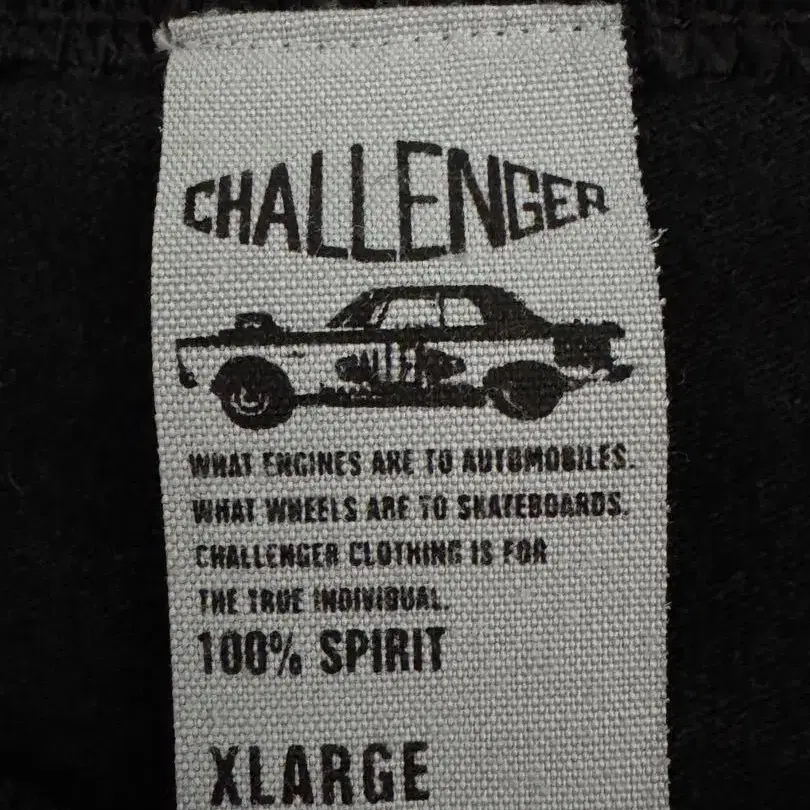 CHALLENGER
WHAT ENGINES ARE TO AUTOMOBILES.
WHAT WHEELS ARE TO SKATEBOARDS.
CHALLENGER CLOTHING IS FOR
THE TRUE INDIVIDUAL.
100% SPIRIT
XLARGE